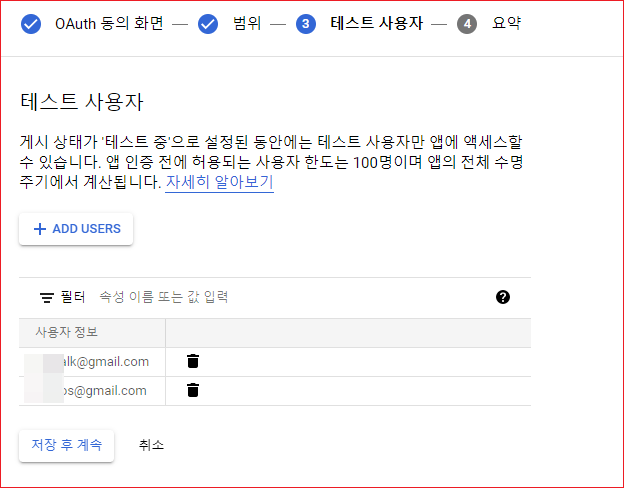 OAuth 동의 화면 — 범위 — 3 테스트 사용자 — 4 요약
테스트 사용자
게시 상태가 '테스트 중'으로 설정된 동안에는 테스트 사용자만 앱에 액세스할
수 있습니다. 앱 인증 전에 허용되는 사용자 한도는 100명이며 앱의 전체 수명
주기에서 계산됩니다. 자세히 알아보기
+ ADD USERS
필터 속성 이름 또는 값 입력
사용자 정보
alk@gmail.com
os@gmail.com
저장 후 계속 취소